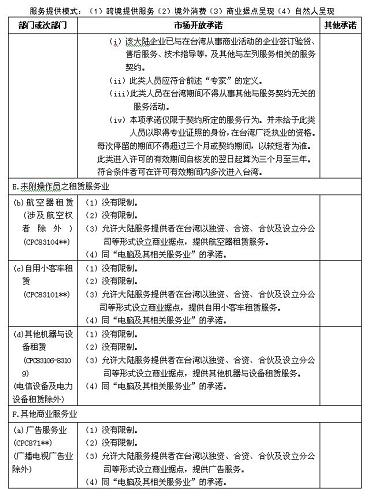 服务提供模式：（1）跨境提供服务（2）境外消费（3）商业据点呈现（4）自然人呈现
部门或次部门 市场开放承诺 其他承诺
(i) 该大陆企业已与在台湾从事商业活动的企业签订验货、
售后服务、技术指导等，及其他与左列服务相关的服务
契约。
(ii) 此类人员应符合前述“专家”的定义。
(iii)此类人员在台湾期间不得从事其他与服务契约无关的
服务活动。
(iv) 本项承诺仅限于契约所定的服务行为。并未给予此类
人员以取得专业证照的身份，在台湾广泛执业的资格。
每次停留的期间不得超过三个月或契约期间，以较短者为准。
此类进入许可的有效期间自核发的翌日起算为三个月至三年。
符合条件者可在许可有效期间内多次进入台湾。
E.未附操作员之租赁服务业
(b)航空器租赁
(涉及航空权
者除外)
(CPC83104**)
（1）没有限制。
（2）没有限制。
（3）允许大陆服务提供者在台湾以独资、合资、合伙及设立分公
司等形式设立商业据点，提供航空器租赁服务。
（4）同“电脑及其相关服务业”的承诺。
(c)自用小客车租
赁
(CPC83101**)
（1）没有限制。
（2）没有限制。
（3）允许大陆服务提供者在台湾以独资、合资、合伙及设立分公
司等形式设立商业据点，提供自用小客车租赁服务。
（4）同“电脑及其相关服务业”的承诺。
(d)其他机器与设
备租赁
(CPC83106-8310
9)
(电信设备及电力
设备租赁除外)
（1）没有限制。
（2）没有限制。
（3）允许大陆服务提供者在台湾以独资、合资、合伙及设立分公
司等形式设立商业据点，提供其他机器与设备租赁服务。
（4）同“电脑及其相关服务业”的承诺。
F.其他商业服务业
(a)广告服务业
(CPC871**)
(广播电视广告业
除外)
（1）没有限制。
（2）没有限制。
（3）允许大陆服务提供者在台湾以独资、合资、合伙及设立分公
司等形式设立商业据点，提供广告服务。
（4）同“电脑及其相关服务业”的承诺。